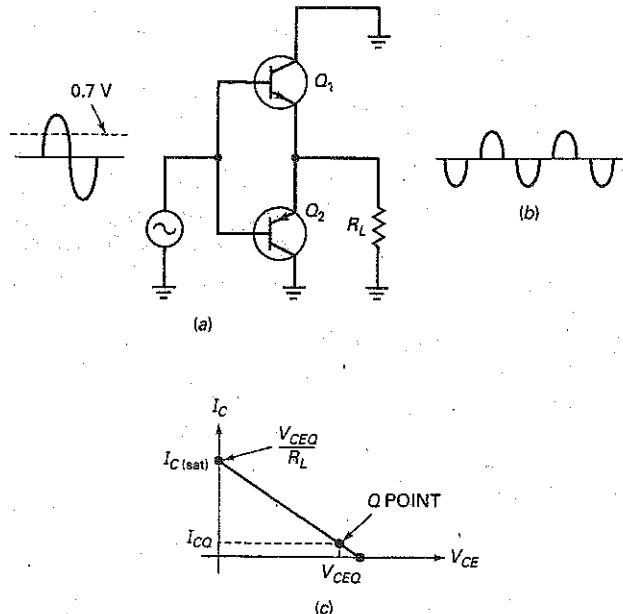 0.7 V
Q1
Q2
RL
(a)
(b)
IC
VCEQ
RL
IC(sat)
Q POINT
ICQ
VCEQ
VCE
(c)